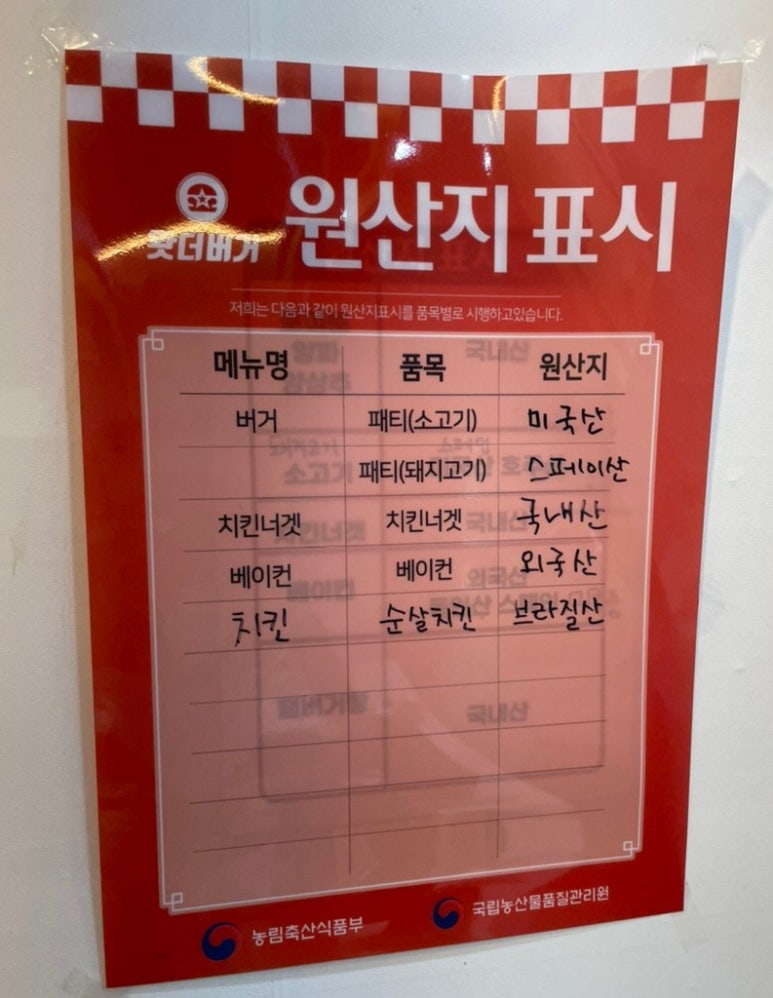 왓더버거
원산지 표시
저희는 다음과 같이 원산지표시를 품목별로 시행하고있습니다.
메뉴명 품목 원산지
버거 패티(소고기) 미국산
패티(돼지고기) 스페이산
치킨너겟 치킨너겟 국내산
베이컨 베이컨 외국산
치킨 순살치킨 브라질산
농림축산식품부
국립농산물품질관리원